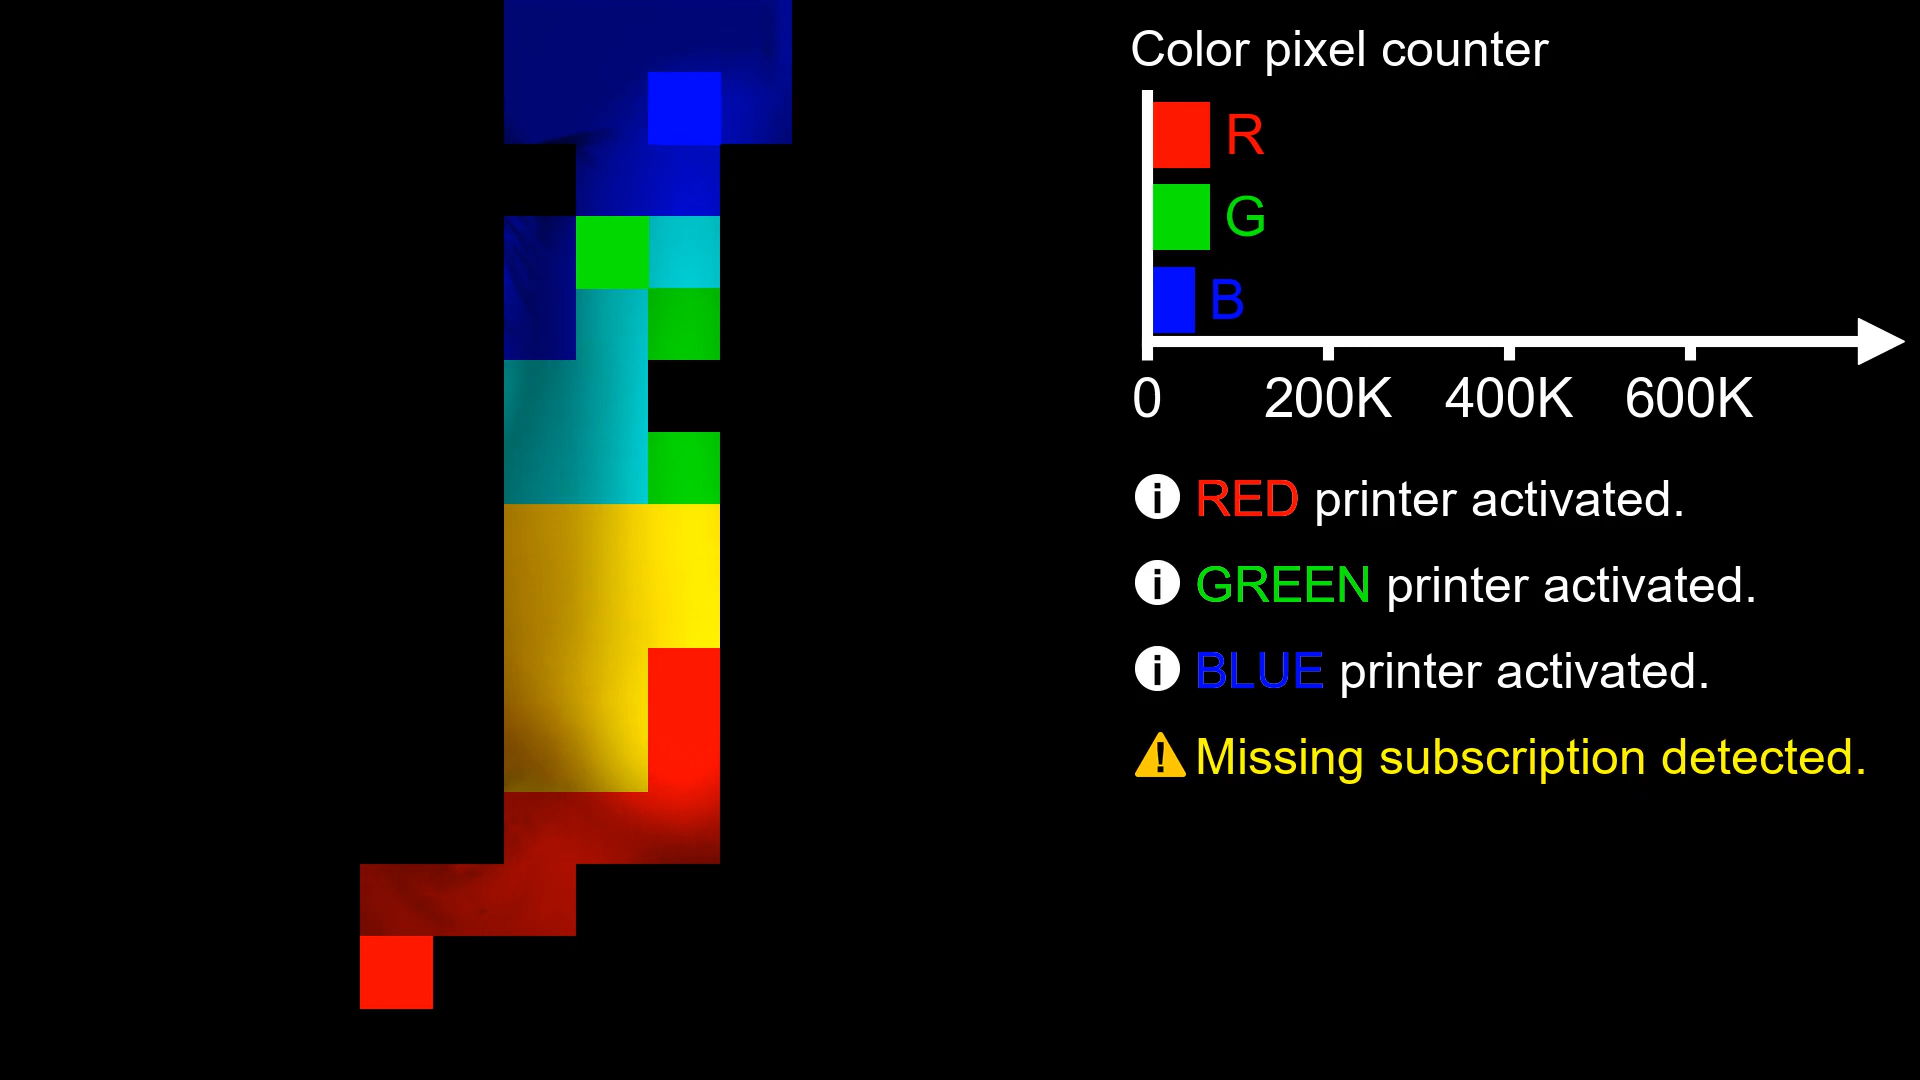 Color pixel counter
R
G
B
0 200K 400K 600K
RED printer activated.
GREEN printer activated.
BLUE printer activated.
Missing subscription detected.